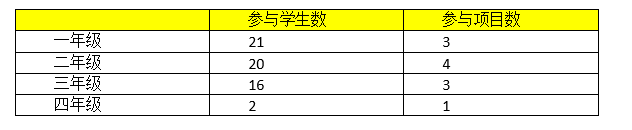 参与学生数 参与项目数
一年级 21 3
二年级 20 4
三年级 16 3
四年级 2 1